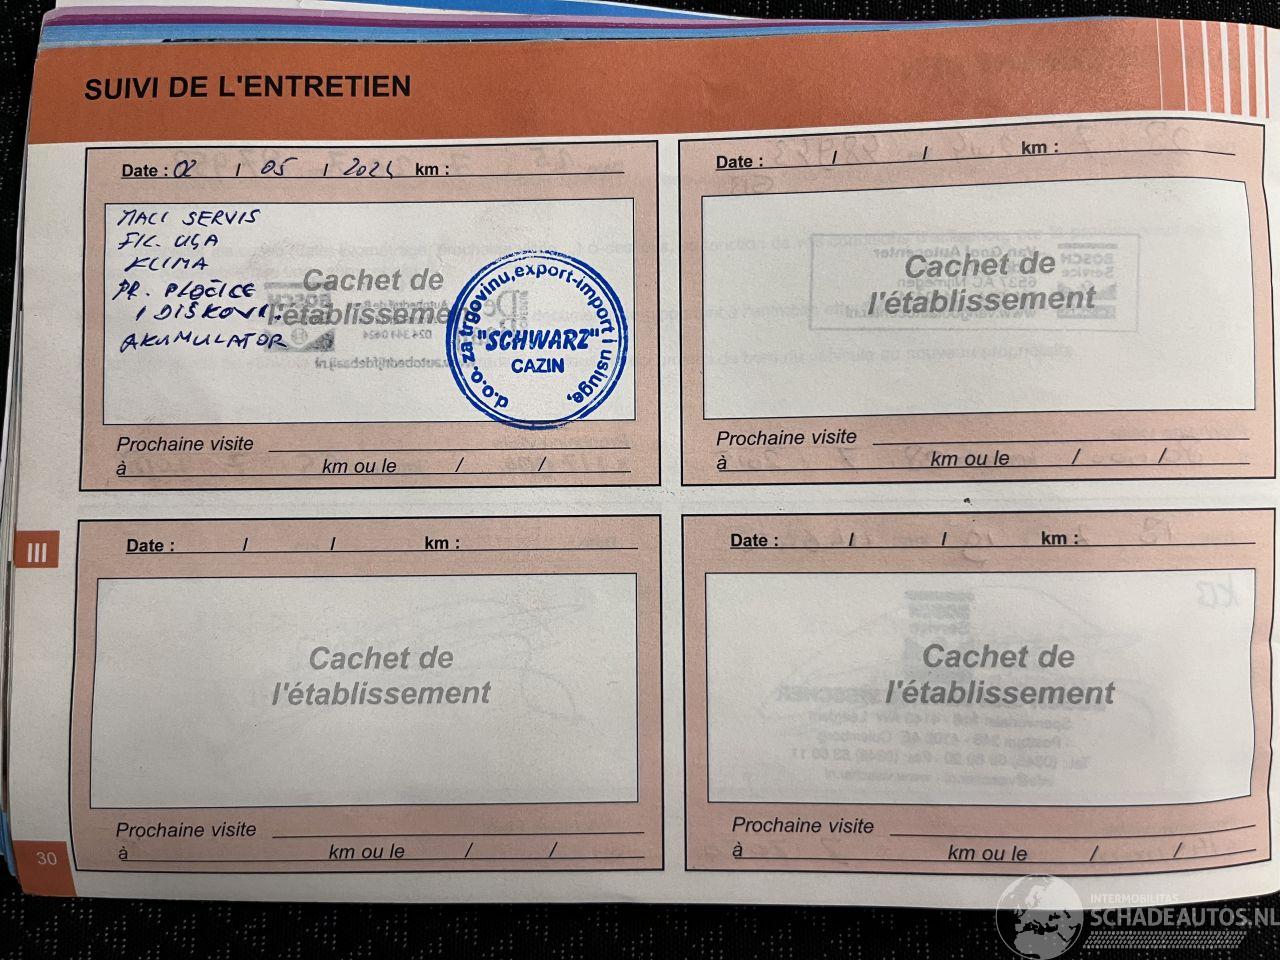 SUIVI DE L'ENTRETIEN
Date : 02 / 05 / 2024 km :
MALI SERVIS
FIL. ULJA
KLIMA
PR. PLOČICE
I DISKOVI
AKUMULATOR
Cachet de
l'établissement
d.o.o. za trgovinu, export-import i usluge,
"SCHWARZ"
CAZIN
Prochaine visite
à km ou le / /
Date : / / km :
Cachet de
l'établissement
Prochaine visite
à km ou le / /
III
Date : / / km :
Cachet de
l'établissement
Prochaine visite
à km ou le / /
Date : / / km :
Cachet de
l'établissement
Prochaine visite
à km ou le / /
30
INTERMOBILITAS
SCHADEAUTOS.NL